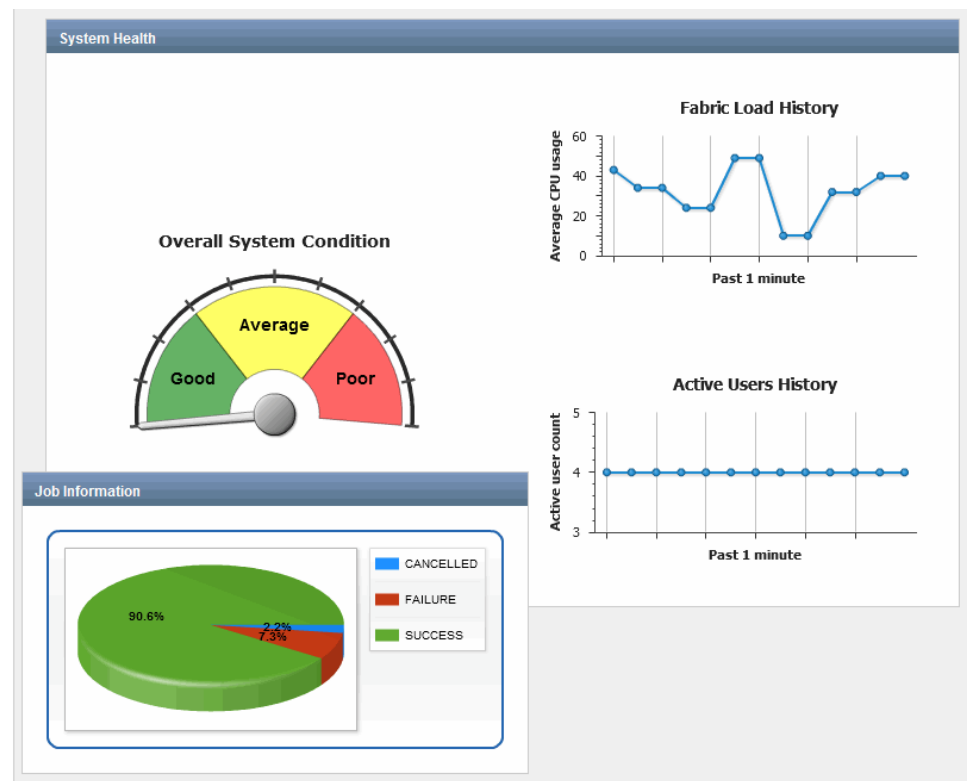 System Health
Overall System Condition
Good
Average
Poor
Fabric Load History
Average CPU usage
60
40
20
0
Past 1 minute
Active Users History
Active user count
5
4
3
Past 1 minute
Job Information
90.6%
2.2%
7.3%
CANCELLED
FAILURE
SUCCESS